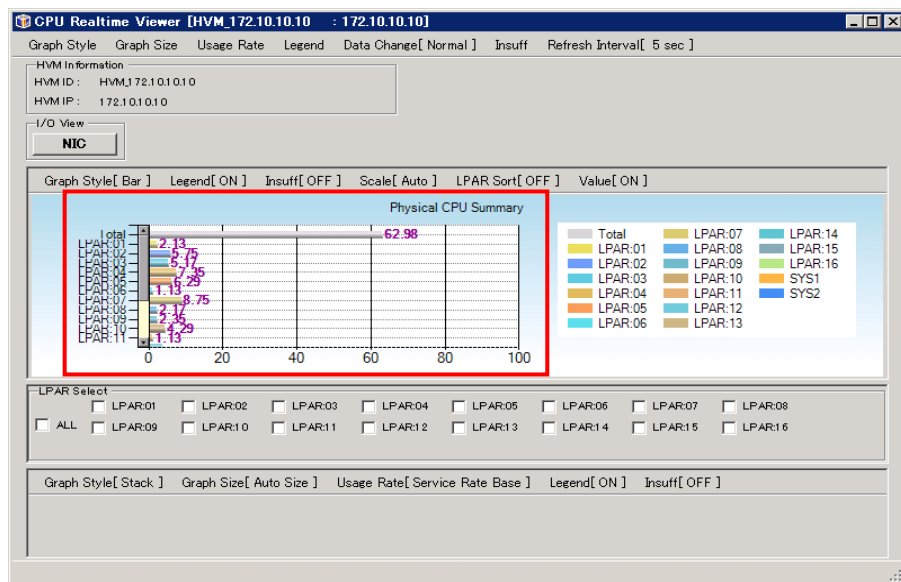 CPU Realtime Viewer [HVM_172.10.10.10 : 172.10.10.10]
Graph Style Graph Size Usage Rate Legend Data Change[ Normal ] Insuff Refresh Interval[ 5 sec ]
HVM Information
HVM ID : HVM_172.10.10.10
HVM IP : 172.10.10.10
I/O View
NIC
Graph Style[ Bar ] Legend[ ON ] Insuff[ OFF ] Scale[ Auto ] LPAR Sort[ OFF ] Value[ ON ]
Physical CPU Summary
Total 62.98
LPAR:01 2.13
LPAR:02 5.75
LPAR:03 5.17
LPAR:04 7.25
LPAR:05 6.29
LPAR:06 1.13
LPAR:07 8.75
LPAR:08 2.17
LPAR:09 2.35
LPAR:10 4.29
LPAR:11 1.13
0 20 40 60 80 100
Total LPAR:07 LPAR:14
LPAR:01 LPAR:08 LPAR:15
LPAR:02 LPAR:09 LPAR:16
LPAR:03 LPAR:10 SYS1
LPAR:04 LPAR:11 SYS2
LPAR:05 LPAR:12
LPAR:06 LPAR:13
LPAR Select
LPAR:01 LPAR:02 LPAR:03 LPAR:04 LPAR:05 LPAR:06 LPAR:07 LPAR:08
ALL LPAR:09 LPAR:10 LPAR:11 LPAR:12 LPAR:13 LPAR:14 LPAR:15 LPAR:16
Graph Style[ Stack ] Graph Size[ Auto Size ] Usage Rate[ Service Rate Base ] Legend[ ON ] Insuff[ OFF ]